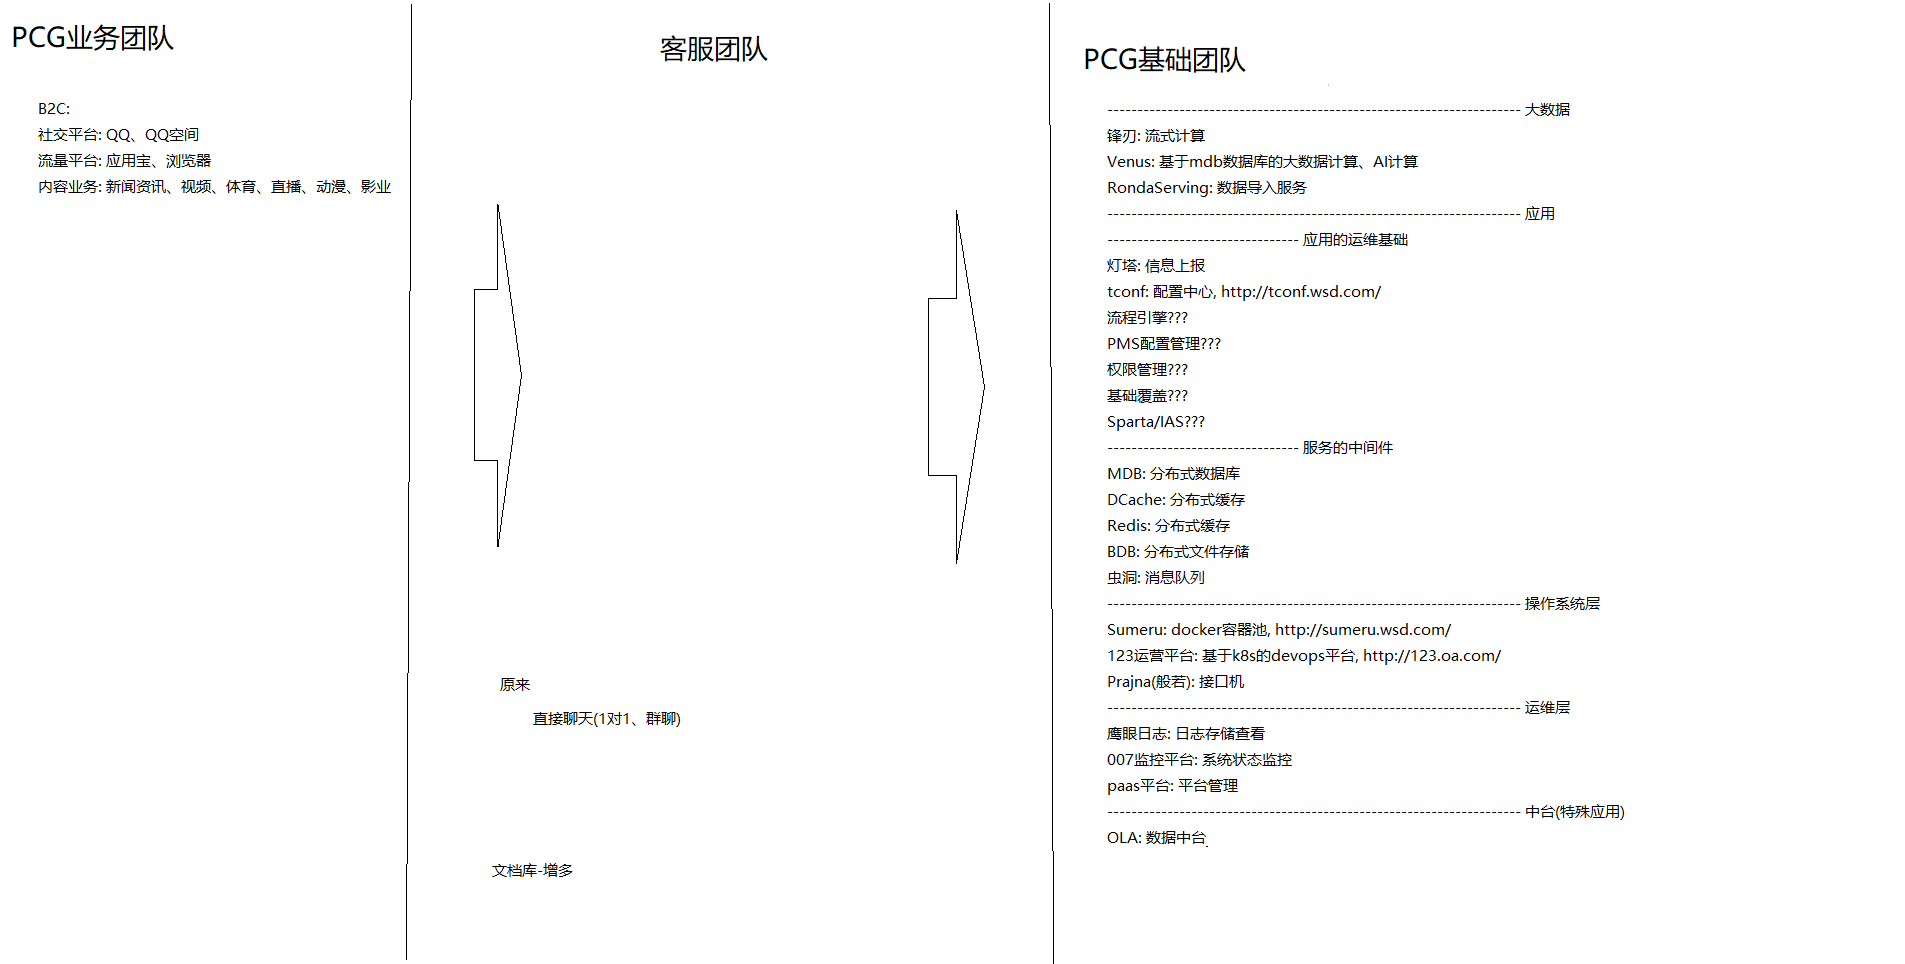 PCG业务团队
B2C:
社交平台: QQ、QQ空间
流量平台: 应用宝、浏览器
内容业务: 新闻资讯、视频、体育、直播、动漫、影业
客服团队
原来
直接聊天(1对1、群聊)
文档库-增多
PCG基础团队
--------------------------------------------------------------------- 大数据
锋刃: 流式计算
Venus: 基于mdb数据库的大数据计算、AI计算
RondaServing: 数据导入服务
--------------------------------------------------------------------- 应用
-------------------------------- 应用的运维基础
灯塔: 信息上报
tconf: 配置中心, http://tconf.wsd.com/
流程引擎???
PMS配置管理???
权限管理???
基础覆盖???
Sparta/IAS???
-------------------------------- 服务的中间件
MDB: 分布式数据库
DCache: 分布式缓存
Redis: 分布式缓存
BDB: 分布式文件存储
虫洞: 消息队列
--------------------------------------------------------------------- 操作系统层
Sumeru: docker容器池, http://sumeru.wsd.com/
123运营平台: 基于k8s的devops平台, http://123.oa.com/
Prajna(般若): 接口机
--------------------------------------------------------------------- 运维层
鹰眼日志: 日志存储查看
007监控平台: 系统状态监控
paas平台: 平台管理
--------------------------------------------------------------------- 中台(特殊应用)
OLA: 数据中台